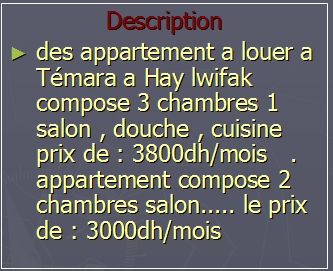 Description
► des appartement a louer a
Témara a Hay lwifak
compose 3 chambres 1
salon , douche , cuisine
prix de : 3800dh/mois .
appartement compose 2
chambres salon..... le prix
de : 3000dh/mois